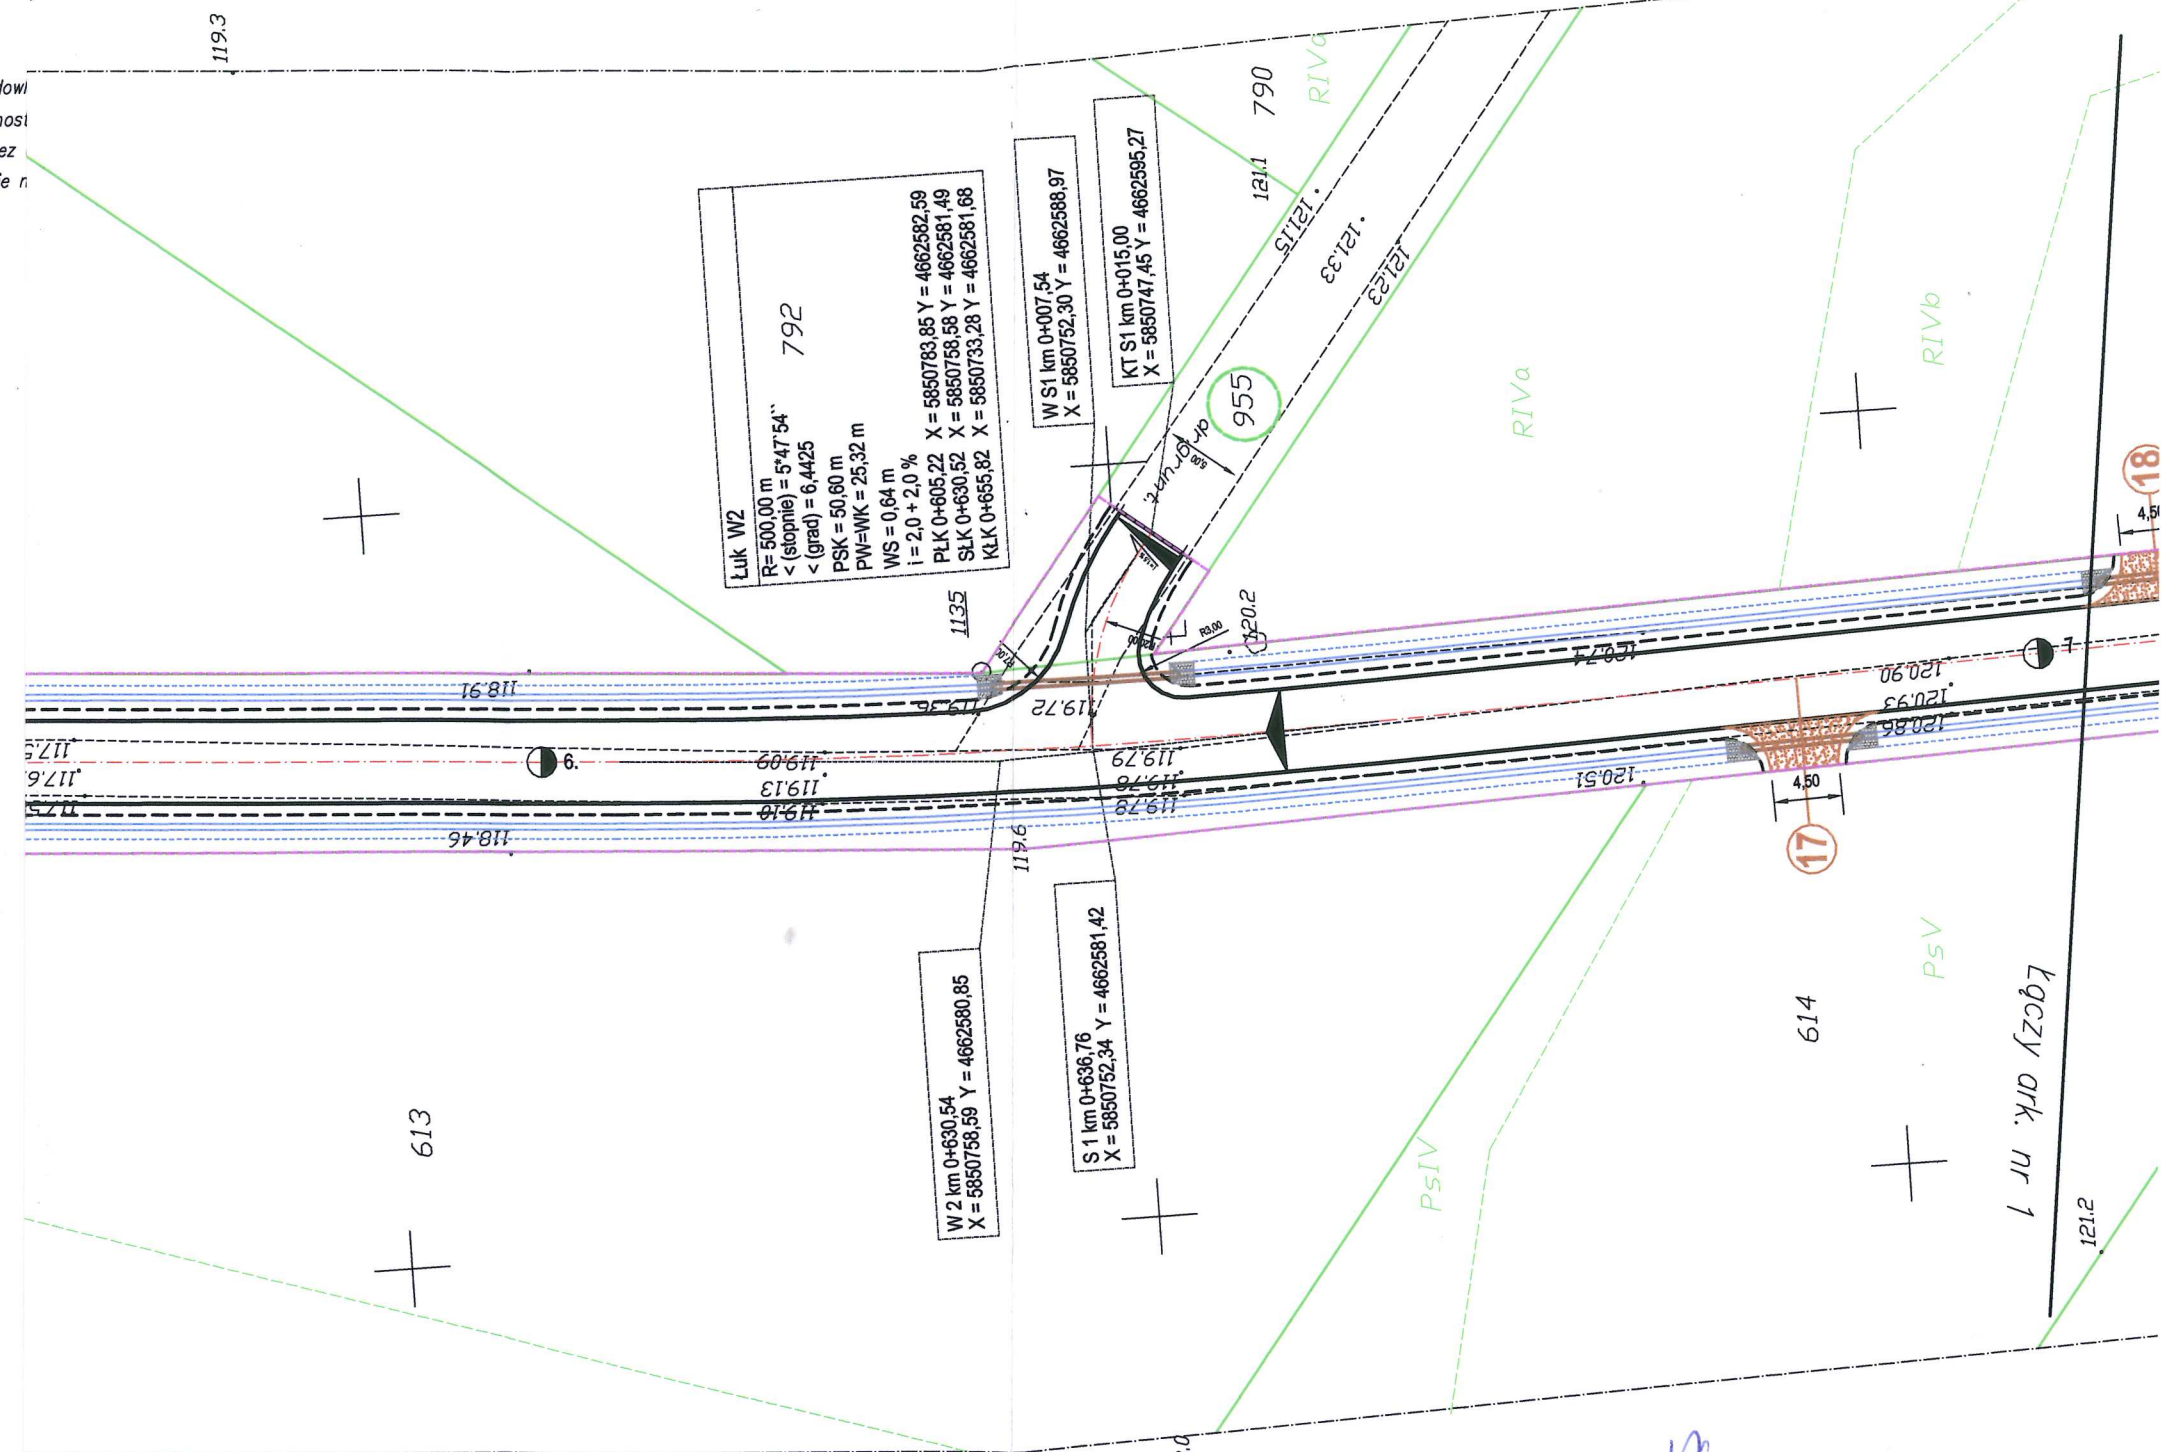 119.3
Łuk W2
R= 500,00 m
< (stopnie) = 5*47'54``
< (grad) = 6,4425
PSK = 50,60 m
PW=WK = 25,32 m
WS = 0,64 m
i = 2,0 ÷ 2,0 %
PŁK 0+605,22 X = 5850783,85 Y = 4662582,59
SŁK 0+630,52 X = 5850758,58 Y = 4662581,49
KŁK 0+655,82 X = 5850733,28 Y = 4662581,68
792
W S1 km 0+007,54
X = 5850752,30 Y = 4662588,97
KT S1 km 0+015,00
X = 5850747,45 Y = 4662595,27
790
RIVa
121.1
121.15
121.33
121.23
955
dr.grunt.
5,00
RIVa
RIVb
18
1135
R3,00
120.2
118.91
119.36
119.72
120.74
120.90
120.93
120.86
7
6.
119.09
119.13
119.10
119.79
119.78
119.73
120.51
118.46
119.6
4,50
17
W 2 km 0+630,54
X = 5850758,59 Y = 4662580,85
S 1 km 0+636,76
X = 5850752,34 Y = 4662581,42
613
614
PsIV
PsV
Łączy ark. nr 1
121.2